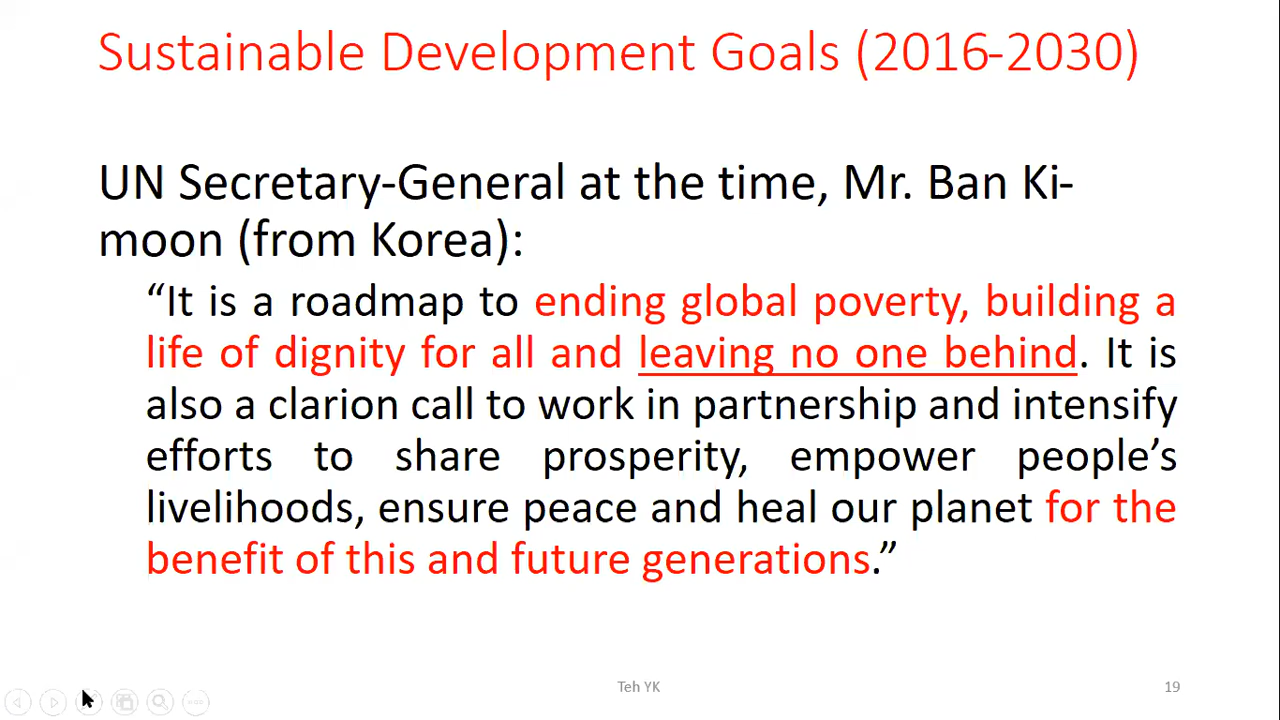 Sustainable Development Goals (2016-2030)
UN Secretary-General at the time, Mr. Ban Ki-
moon (from Korea):
“It is a roadmap to ending global poverty, building a
life of dignity for all and leaving no one behind. It is
also a clarion call to work in partnership and intensify
efforts to share prosperity, empower people’s
livelihoods, ensure peace and heal our planet for the
benefit of this and future generations.”
Teh YK
19